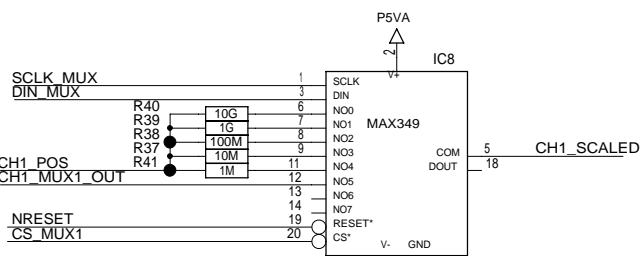 P5VA
2
IC8
V+
SCLK_MUX 1 SCLK
DIN_MUX 3 DIN
R40 10G 6 NO0
R39 1G 7 NO1
MAX349
R38 100M 8 NO2
R37 10M 9 NO3 COM 5 CH1_SCALED
CH1_POS R41 1M 11 NO4 DOUT 18
CH1_MUX1_OUT 12 NO5
13 NO6
14 NO7
NRESET 19 RESET*
CS_MUX1 20 CS*
V- GND